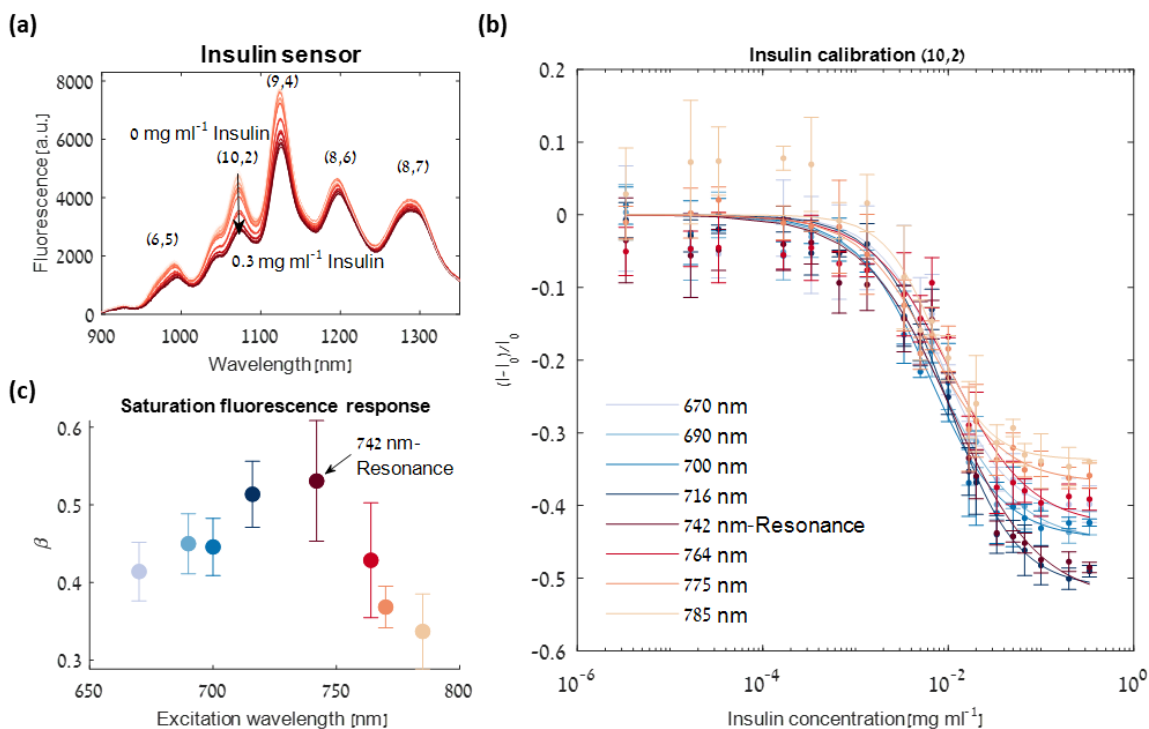 (a)
Insulin sensor
8000
6000
4000
2000
0
Fluorescence [a.u.]
(9,4)
0 mg ml⁻¹ Insulin
(10,2)
(8,6)
(8,7)
(6,5)
0.3 mg ml⁻¹ Insulin
900
1000
1100
1200
1300
Wavelength [nm]
(b)
Insulin calibration (10,2)
0.2
0.1
0
-0.1
-0.2
-0.3
-0.4
-0.5
-0.6
(I-I₀)/I₀
670 nm
690 nm
700 nm
716 nm
742 nm-Resonance
764 nm
775 nm
785 nm
10⁻⁶
10⁻⁴
10⁻²
10⁰
Insulin concentration [mg ml⁻¹]
(c)
Saturation fluorescence response
0.6
0.5
0.4
0.3
β
742 nm-
Resonance
650
700
750
800
Excitation wavelength [nm]